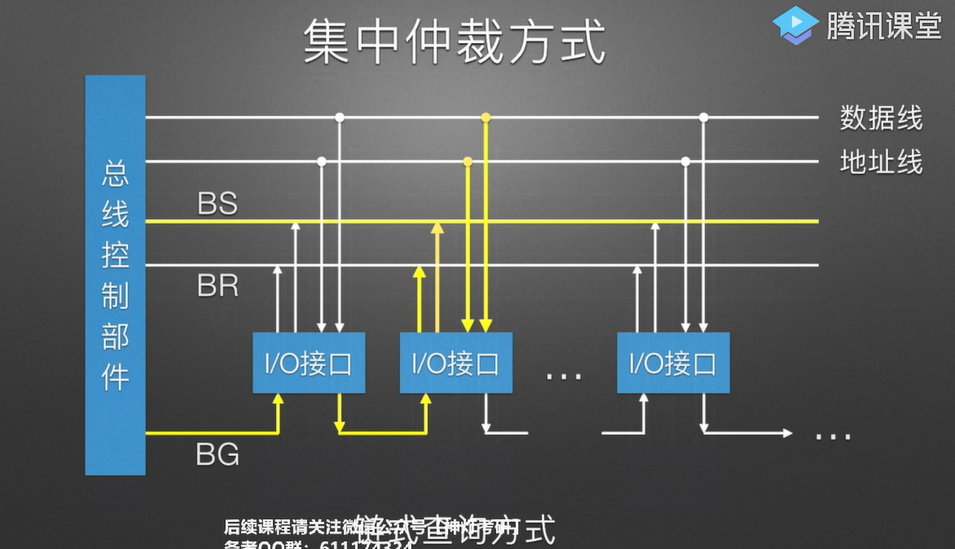 集中仲裁方式
腾讯课堂
数据线
地址线
总线控制部件
BS
BR
I/O接口
I/O接口
...
I/O接口
BG
...
链式查询方式
后续课程请关注微信公众号
备考QQ群：611174324